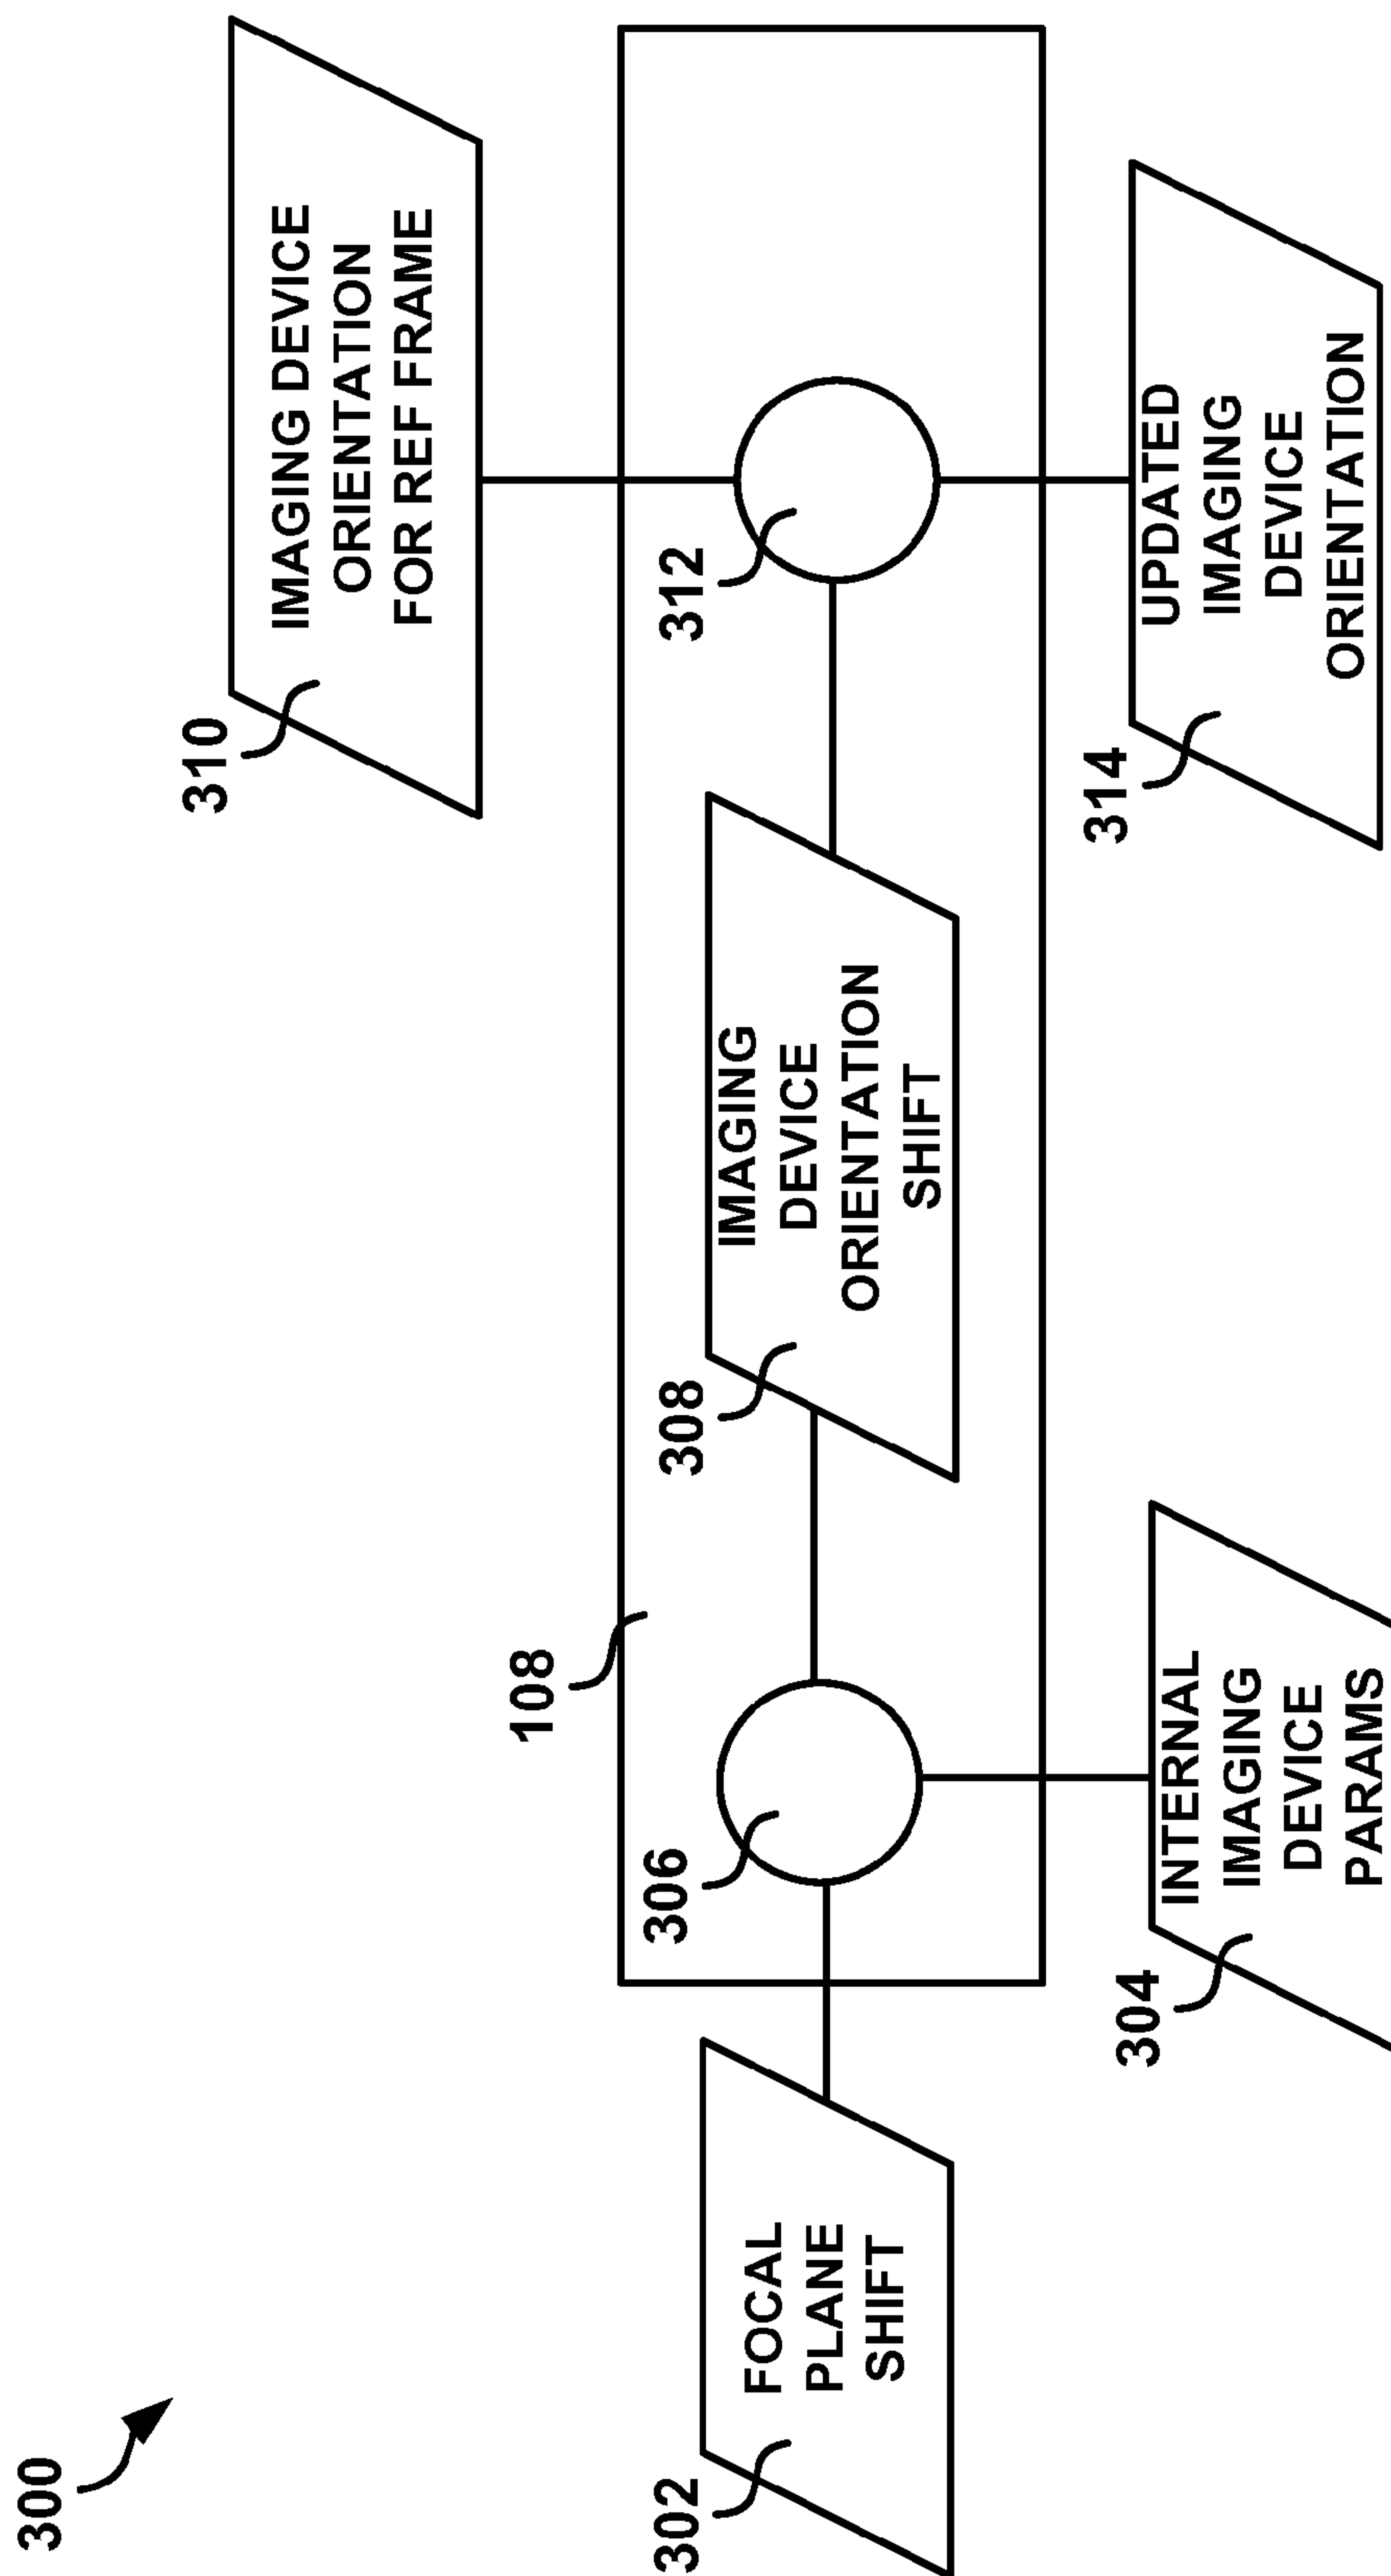 300
310
IMAGING DEVICE
ORIENTATION
FOR REF FRAME
108
302
FOCAL
PLANE
SHIFT
306
308
IMAGING
DEVICE
ORIENTATION
SHIFT
312
304
INTERNAL
IMAGING
DEVICE
PARAMS
314
UPDATED
IMAGING
DEVICE
ORIENTATION